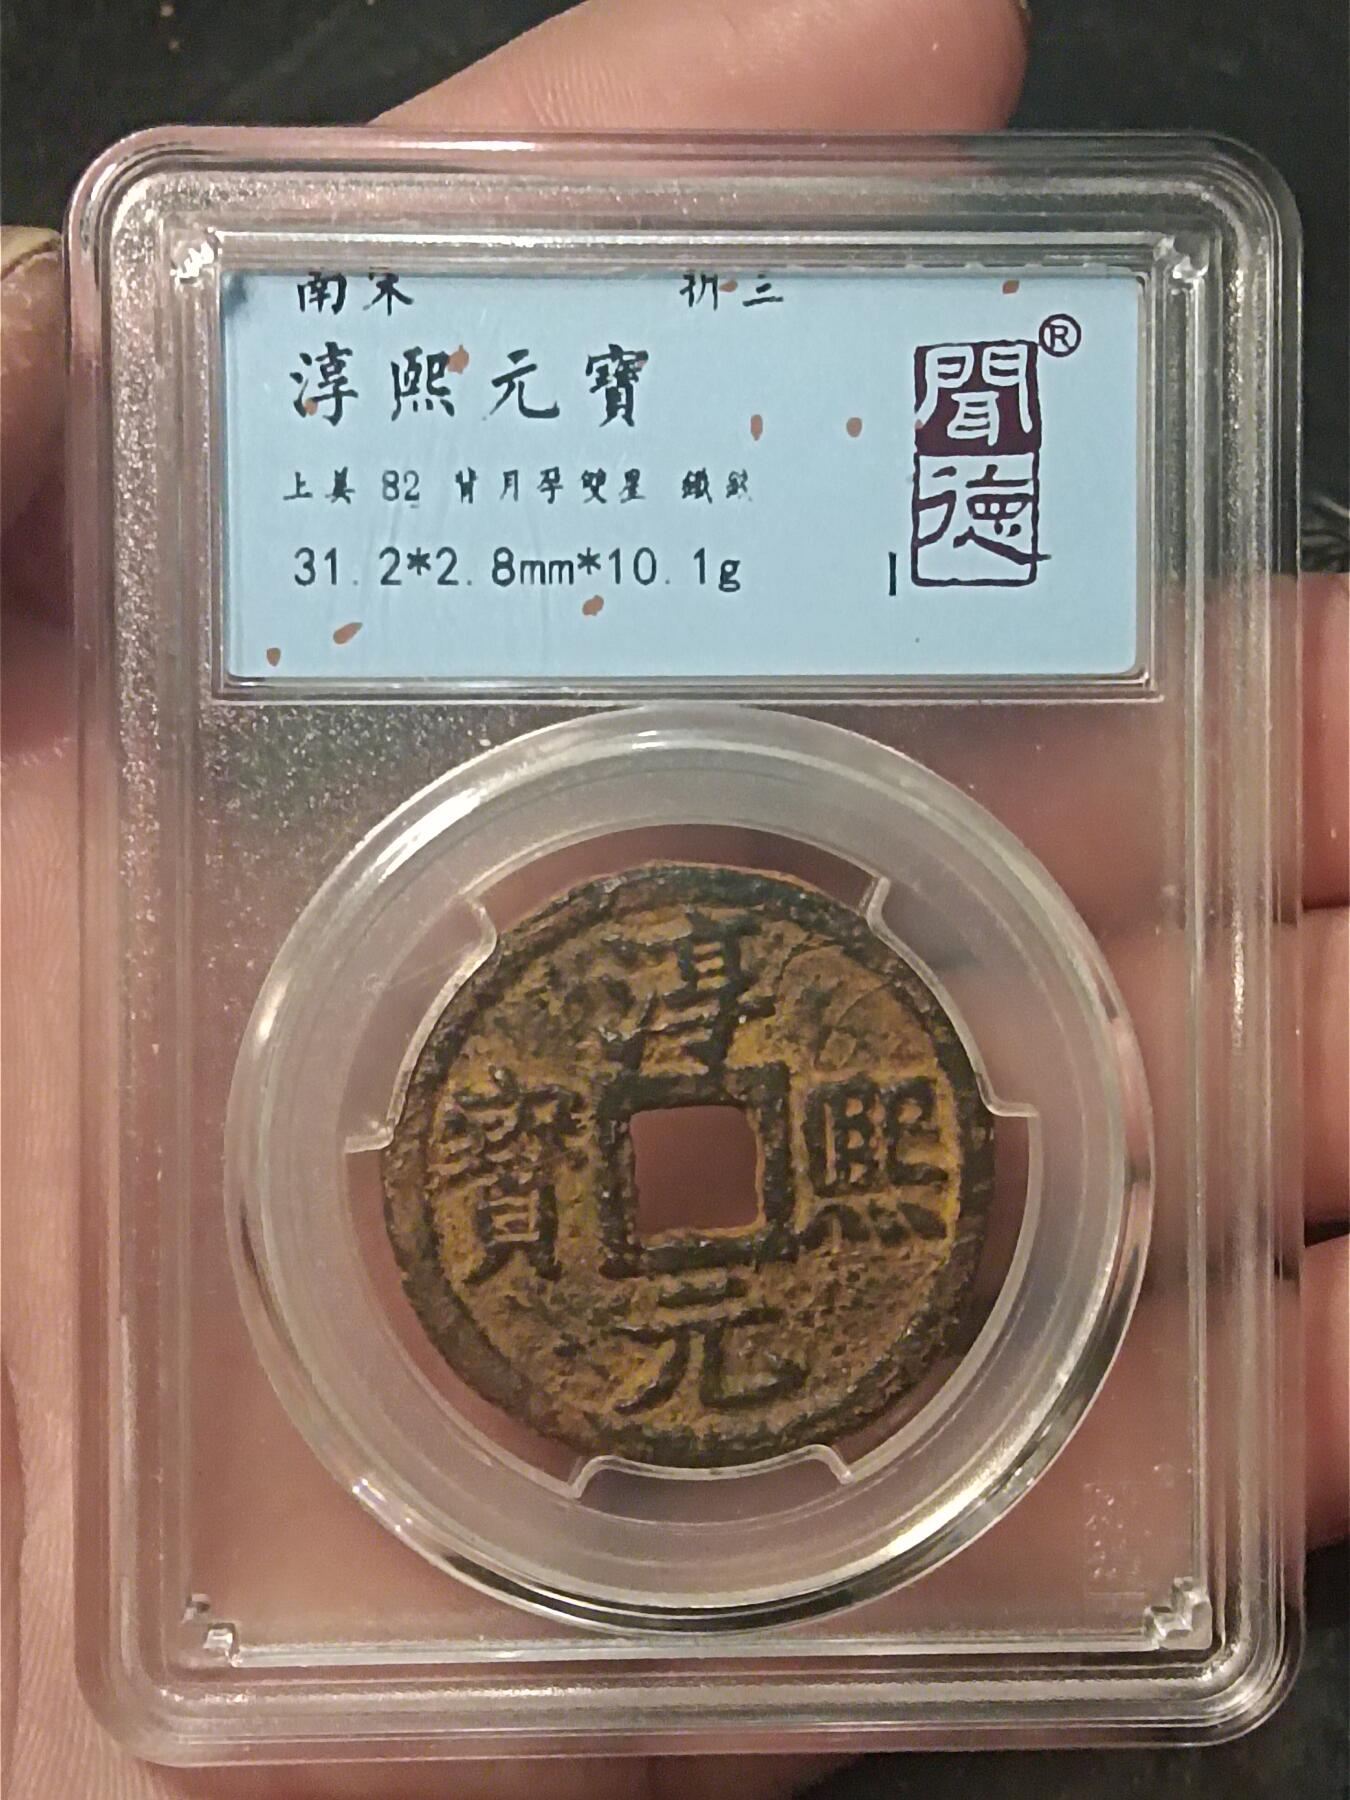 南宋 折三
淳熙元寶
上美 82 背月孕雙星 鐵錢
31.2*2.8mm*10.1g
聞德®
淳熙元寶